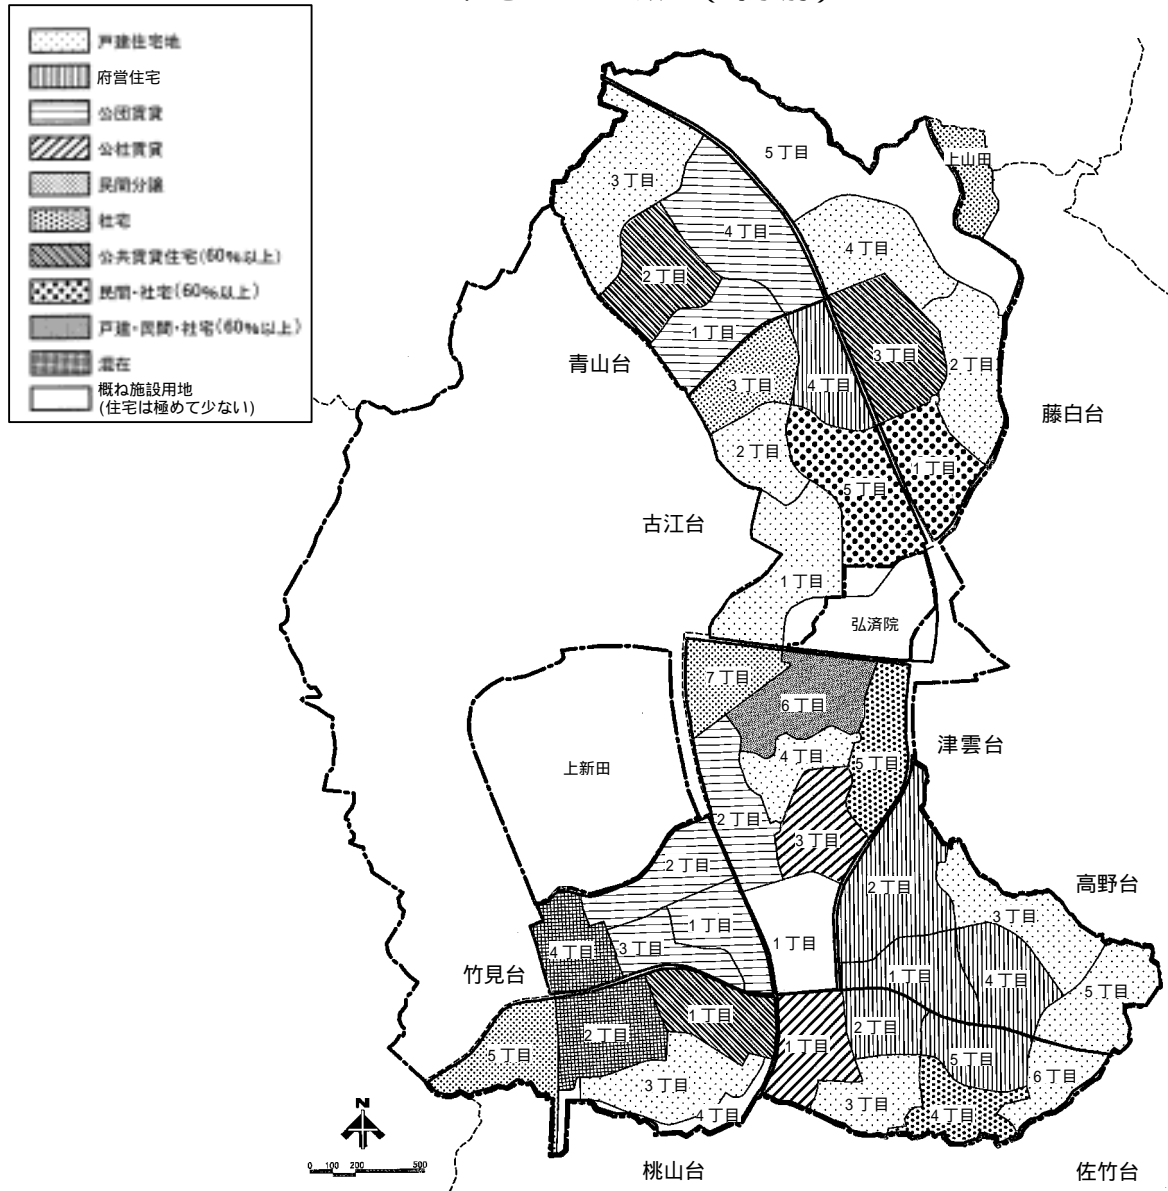 戸建住宅地
府営住宅
公団賃貸
公社賃貸
民間分譲
社宅
公共賃貸住宅(60%以上)
民間・社宅(60%以上)
戸建・民間・社宅(60%以上)
混在
概ね施設用地
(住宅は極めて少ない)
5丁目
上山田
3丁目
4丁目
4丁目
2丁目
1丁目
3丁目
2丁目
青山台
3丁目
4丁目
藤白台
2丁目
1丁目
5丁目
古江台
1丁目
弘済院
7丁目
6丁目
津雲台
4丁目
5丁目
上新田
2丁目
3丁目
2丁目
高野台
2丁目
3丁目
1丁目
3丁目
1丁目
4丁目
竹見台
1丁目
4丁目
5丁目
1丁目
2丁目
2丁目
1丁目
5丁目
5丁目
3丁目
6丁目
4丁目
3丁目
4丁目
N
0 100 200 500
桃山台
佐竹台